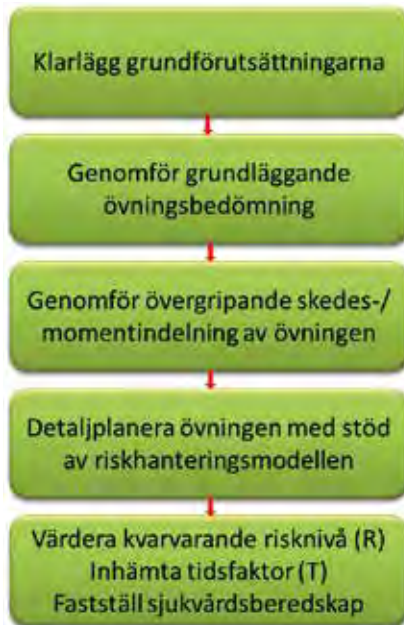 Klarlägg grundförutsättningarna
Genomför grundläggande
övningsbedömning
Genomför övergripande skedes-/
momentindelning av övningen
Detaljplanera övningen med stöd
av riskhanteringsmodellen
Värdera kvarvarande risknivå (R)
Inhämta tidsfaktor (T)
Fastställ sjukvårdsberedskap